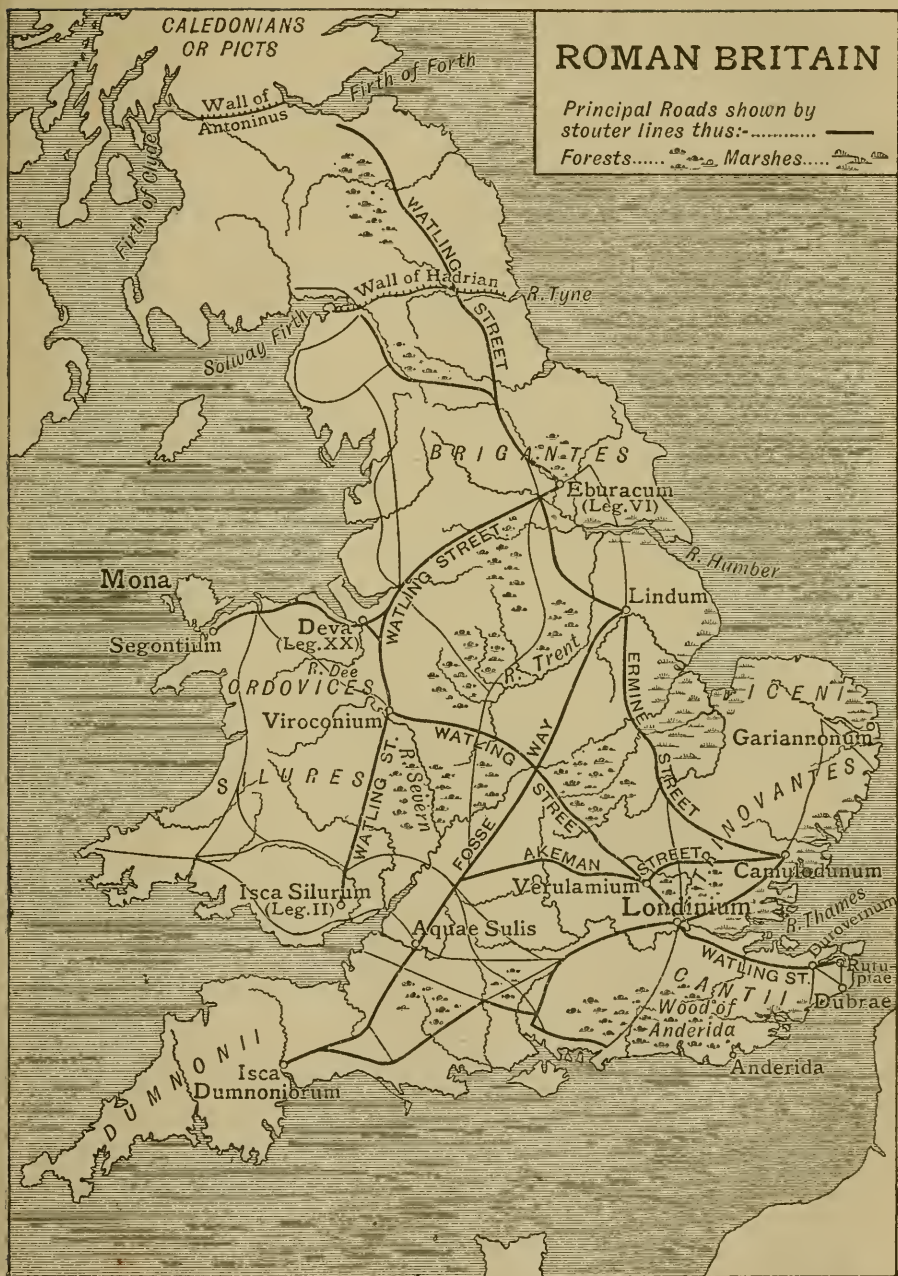 CALEDONIANS
OR PICTS
ROMAN BRITAIN
Principal Roads shown by
stouter lines thus:-............
Forests...... Marshes.....
Firth of Forth
Wall of
Antoninus
Firth of Clyde
WATLING
STREET
Wall of Hadrian
R. Tyne
Solway Firth
BRIGANTES
Eburacum
(Leg. VI)
R. Humber
WATLING STREET
Mona
Segontium
Deva
(Leg. XX)
R. Dee
Lindum
R. Trent
ORDOVICES
Viroconium
ERMINE
STREET
ICENI
Gariannonum
WATLING
STREET
FOSSE WAY
SILURES
WATLING ST.
R. Severn
TRINOVANTES
AKEMAN
STREET
Camulodunum
Verulamium
Isca Silurum
(Leg. II)
Londinium
R. Thames
Durovernum
Aquae Sulis
WATLING ST.
Rutu-
piae
Dubrae
CANTII
Wood of
Anderida
Anderida
DUMNONII
Isca
Dumnoniorum